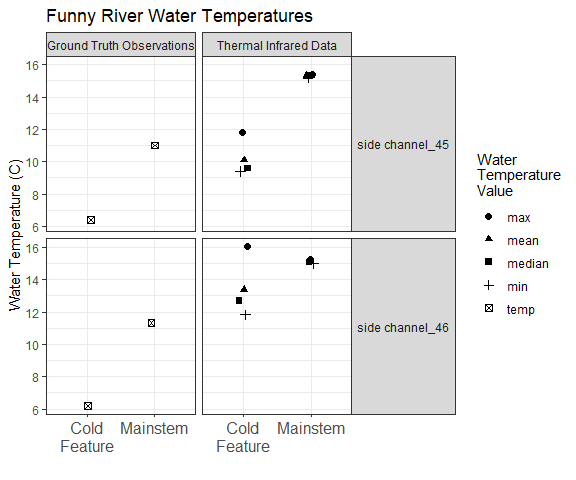 Funny River Water Temperatures
Ground Truth Observations
Thermal Infrared Data
Water Temperature (C)
16
14
12
10
8
6
side channel_45
16
14
12
10
8
6
side channel_46
Cold
Feature
Mainstem
Cold
Feature
Mainstem
Water
Temperature
Value
max
mean
median
min
temp